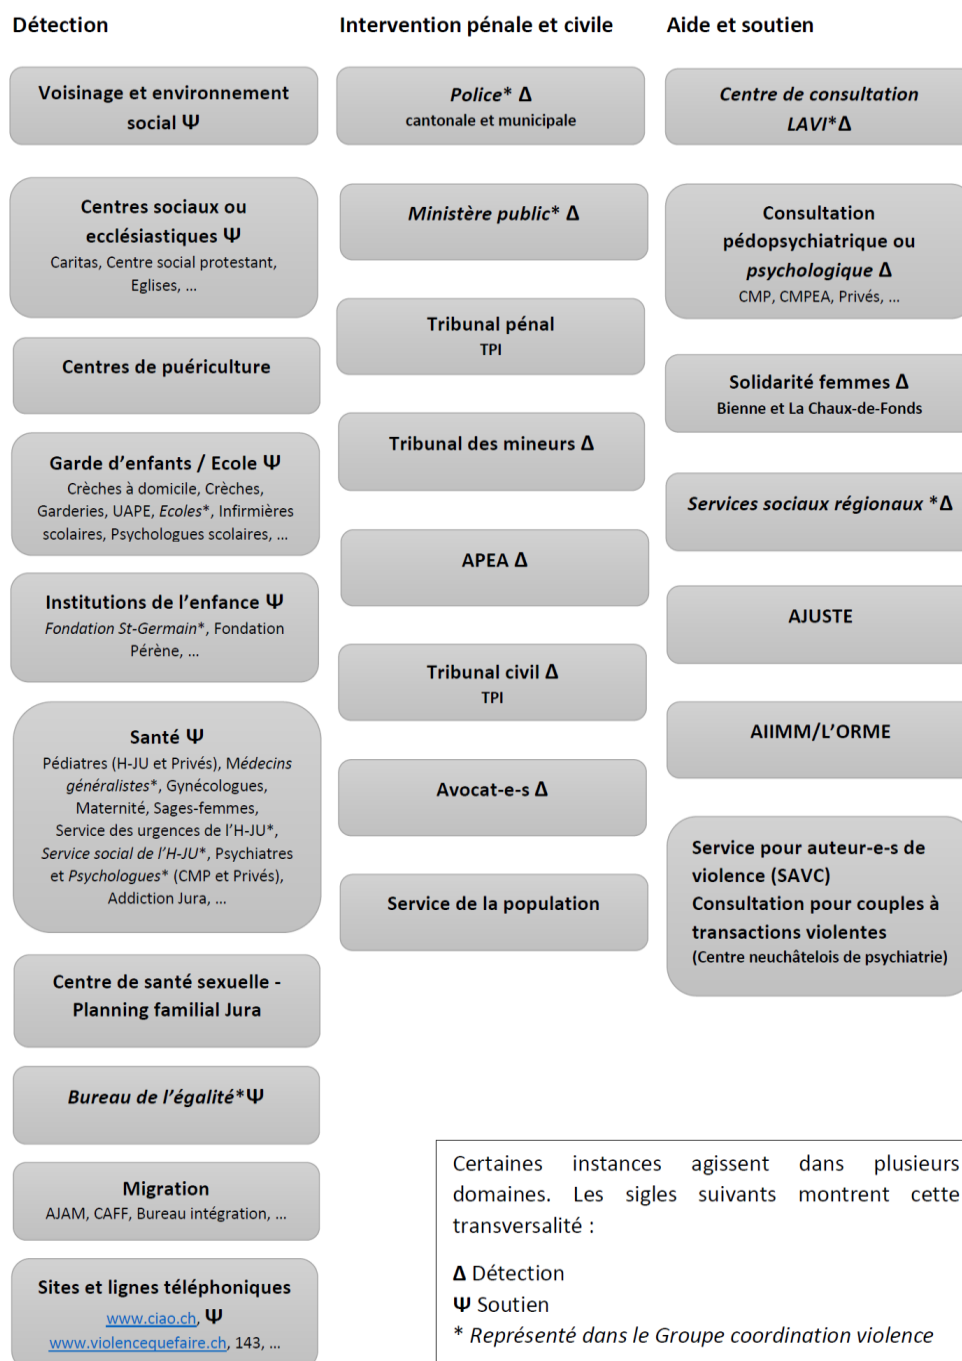 Détection
Voisinage et environnement
social Ψ
Centres sociaux ou
ecclésiastiques Ψ
Caritas, Centre social protestant,
Eglises, ...
Centres de puériculture
Garde d'enfants / Ecole Ψ
Crèches à domicile, Crèches,
Garderies, UAPE, Ecoles*, Infirmières
scolaires, Psychologues scolaires, ...
Institutions de l'enfance Ψ
Fondation St-Germain*, Fondation
Pérène, ...
Santé Ψ
Pédiatres (H-JU et Privés), Médecins
généralistes*, Gynécologues,
Maternité, Sages-femmes,
Service des urgences de l'H-JU*,
Service social de l'H-JU*, Psychiatres
et Psychologues* (CMP et Privés),
Addiction Jura, ...
Centre de santé sexuelle -
Planning familial Jura
Bureau de l'égalité*Ψ
Migration
AJAM, CAFF, Bureau intégration, ...
Sites et lignes téléphoniques
www.ciao.ch, Ψ
www.violencequefaire.ch, 143, ...
Intervention pénale et civile
Police* Δ
cantonale et municipale
Ministère public* Δ
Tribunal pénal
TPI
Tribunal des mineurs Δ
APEA Δ
Tribunal civil Δ
TPI
Avocat-e-s Δ
Service de la population
Aide et soutien
Centre de consultation
LAVI*Δ
Consultation
pédopsychiatrique ou
psychologique Δ
CMP, CMPEA, Privés, ...
Solidarité femmes Δ
Bienne et La Chaux-de-Fonds
Services sociaux régionaux *Δ
AJUSTE
AIIMM/L'ORME
Service pour auteur-e-s de
violence (SAVC)
Consultation pour couples à
transactions violentes
(Centre neuchâtelois de psychiatrie)
Certaines instances agissent dans plusieurs
domaines. Les sigles suivants montrent cette
transversalité :
Δ Détection
Ψ Soutien
* Représenté dans le Groupe coordination violence